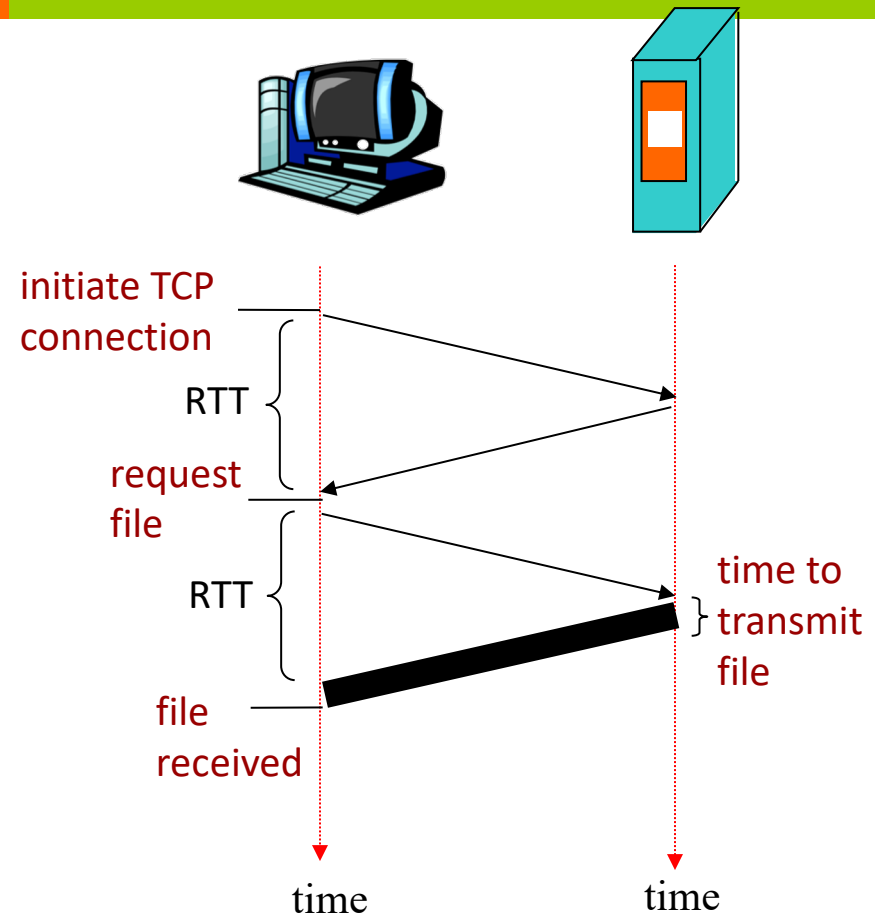 initiate TCP
connection
RTT
request
file
RTT
time to
transmit
file
file
received
time
time